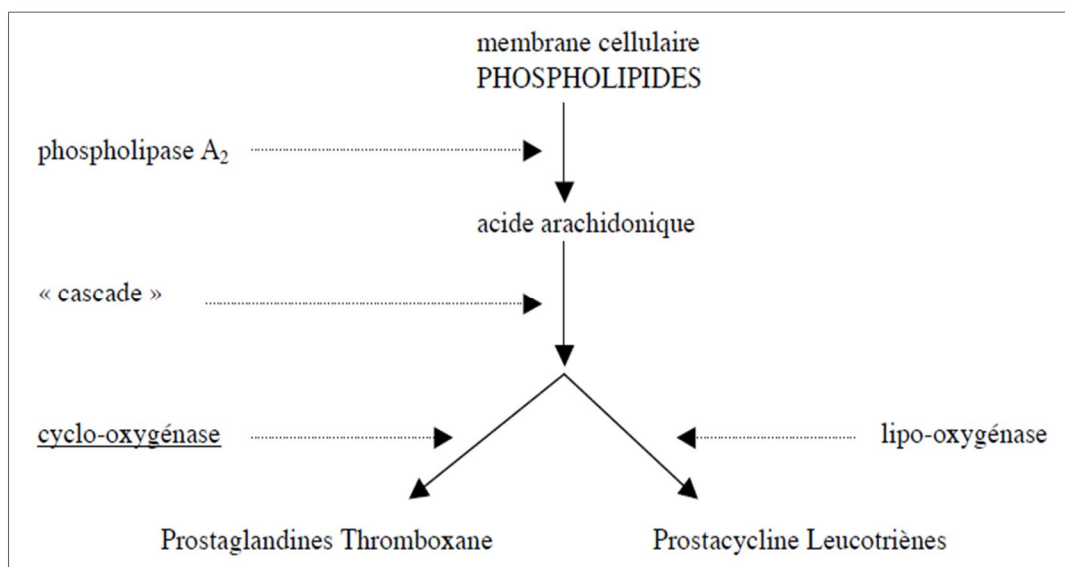 membrane cellulaire
PHOSPHOLIPIDES
phospholipase A₂
acide arachidonique
« cascade »
cyclo-oxygénase
lipo-oxygénase
Prostaglandines Thromboxane
Prostacycline Leucotriènes